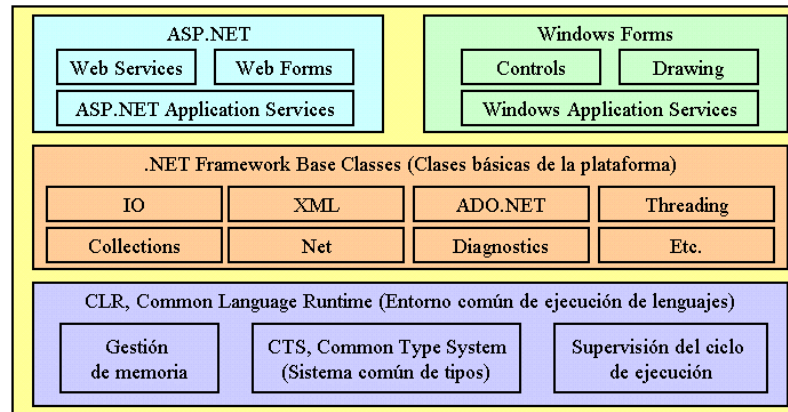 ASP.NET
Web Services
Web Forms
ASP.NET Application Services
Windows Forms
Controls
Drawing
Windows Application Services
.NET Framework Base Classes (Clases básicas de la plataforma)
IO
XML
ADO.NET
Threading
Collections
Net
Diagnostics
Etc.
CLR, Common Language Runtime (Entorno común de ejecución de lenguajes)
Gestión
de memoria
CTS, Common Type System
(Sistema común de tipos)
Supervisión del ciclo
de ejecución